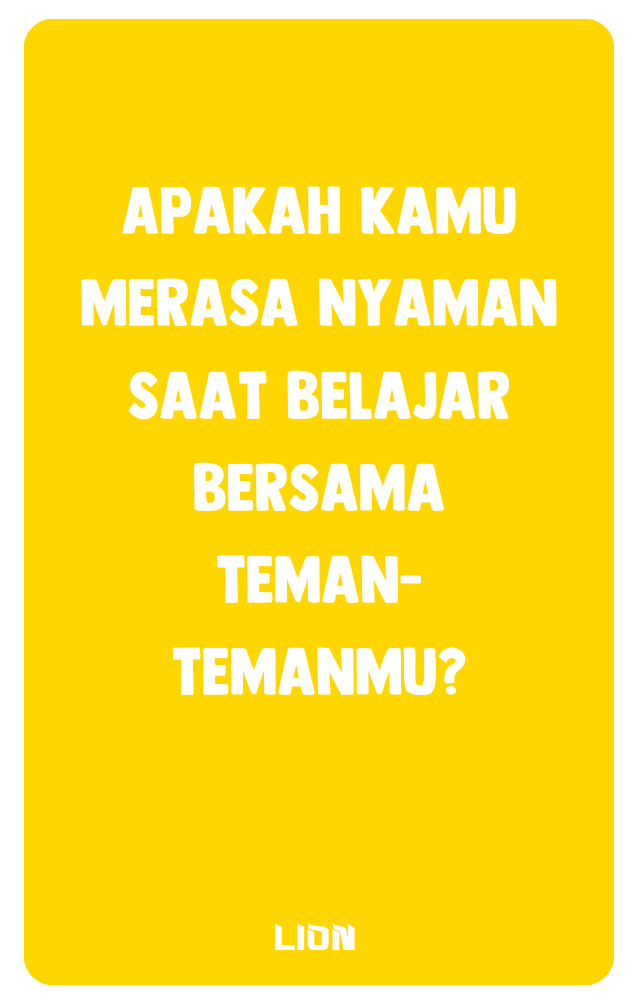 APAKAH KAMU
MERASA NYAMAN
SAAT BELAJAR
BERSAMA
TEMAN-
TEMANMU?
LION